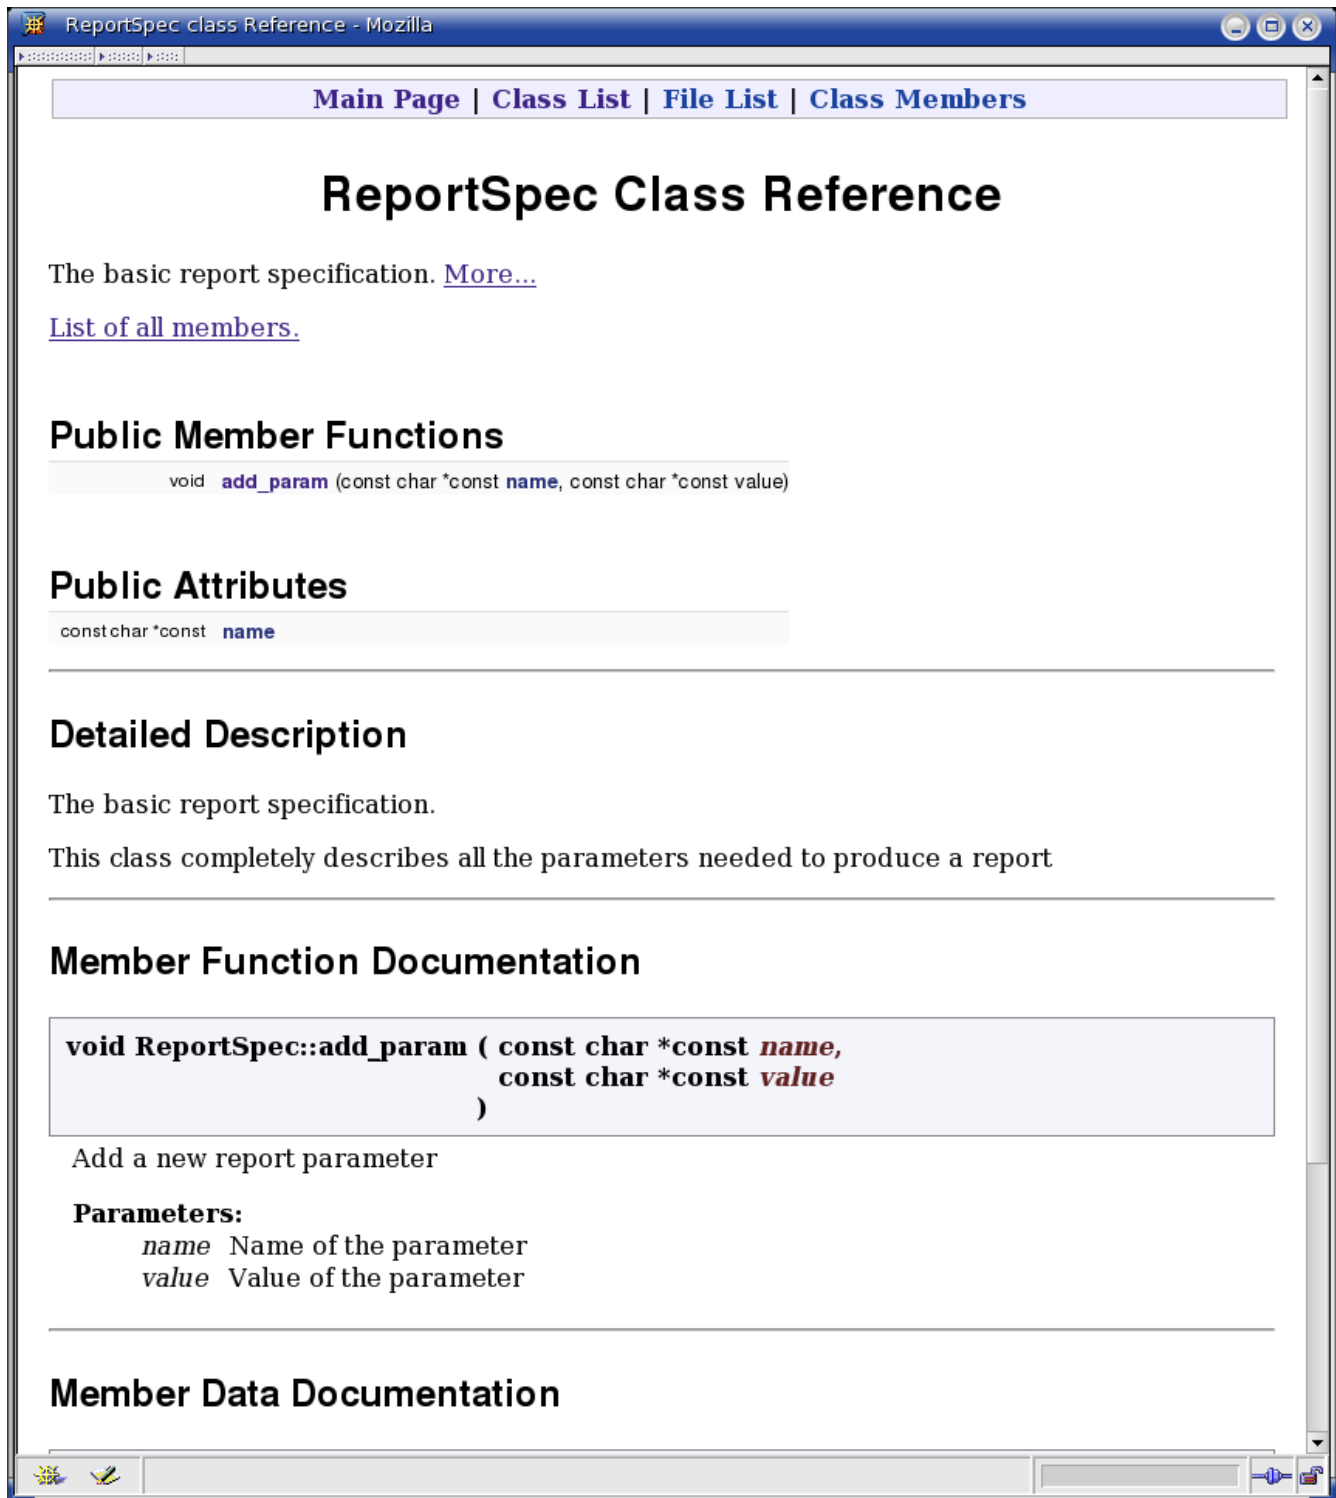 ReportSpec class Reference - Mozilla
Main Page | Class List | File List | Class Members
ReportSpec Class Reference
The basic report specification. More...
List of all members.
Public Member Functions
void add_param (const char *const name, const char *const value)
Public Attributes
const char *const name
Detailed Description
The basic report specification.
This class completely describes all the parameters needed to produce a report
Member Function Documentation
void ReportSpec::add_param ( const char *const name,
const char *const value
)
Add a new report parameter
Parameters:
name Name of the parameter
value Value of the parameter
Member Data Documentation